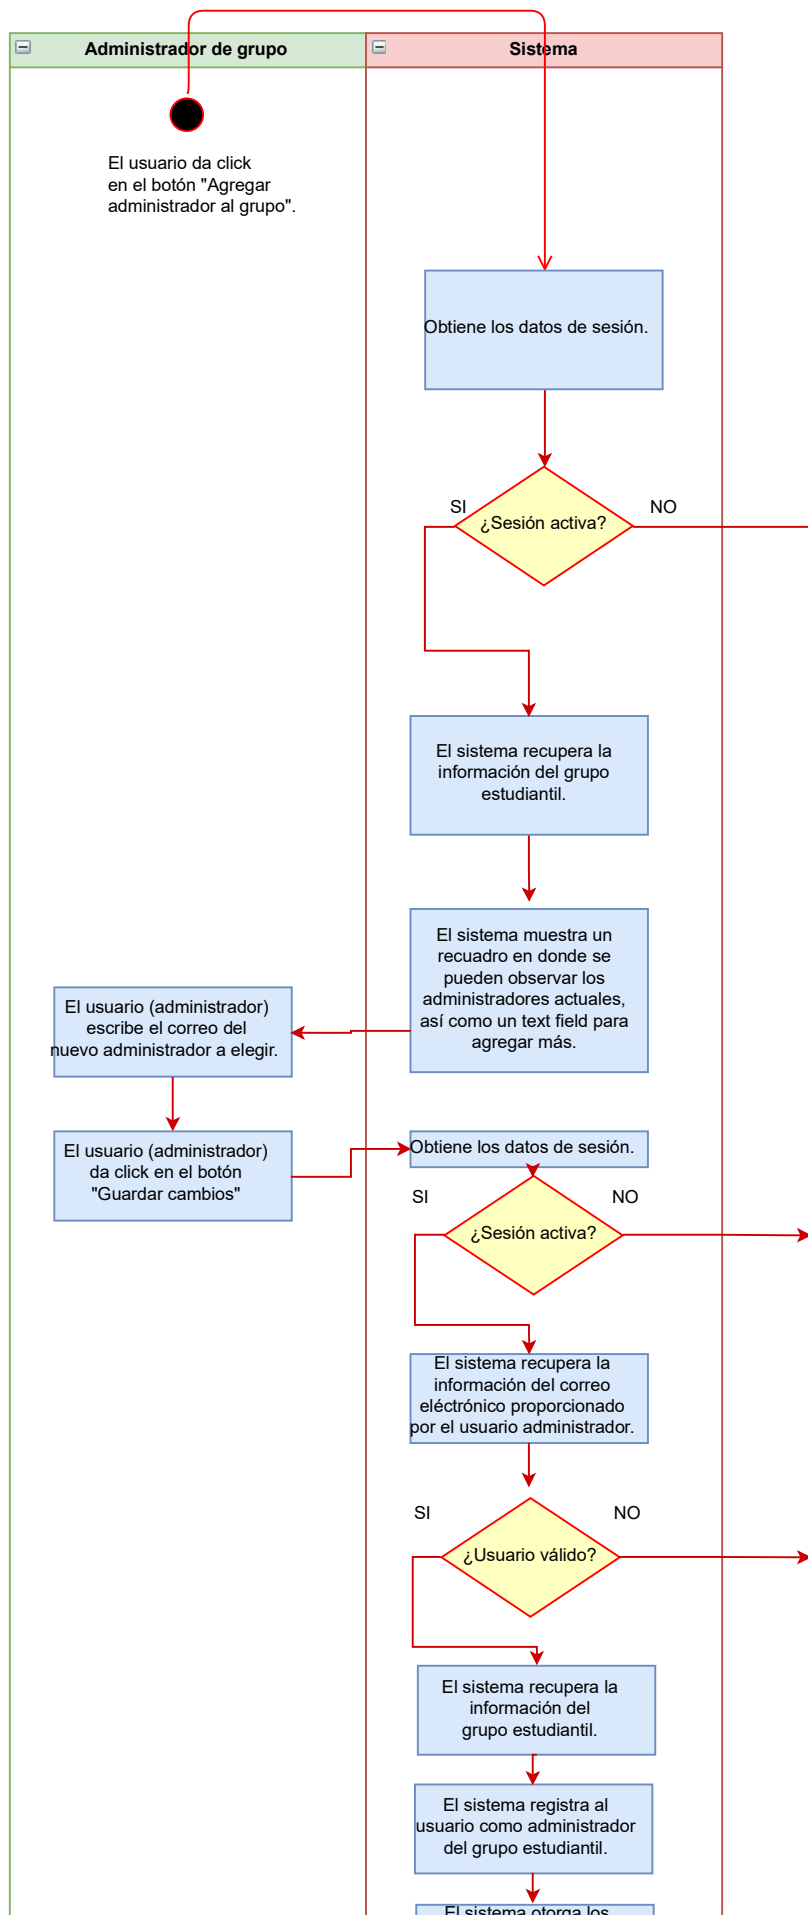 Administrador de grupo
Sistema
El usuario da click
en el botón "Agregar
administrador al grupo".
Obtiene los datos de sesión.
SI
NO
¿Sesión activa?
El sistema recupera la
información del grupo
estudiantil.
El sistema muestra un
recuadro en donde se
pueden observar los
administradores actuales,
así como un text field para
agregar más.
El usuario (administrador)
escribe el correo del
nuevo administrador a elegir.
El usuario (administrador)
da click en el botón
"Guardar cambios"
Obtiene los datos de sesión.
SI
NO
¿Sesión activa?
El sistema recupera la
información del correo
eléctrónico proporcionado
por el usuario administrador.
SI
NO
¿Usuario válido?
El sistema recupera la
información del
grupo estudiantil.
El sistema registra al
usuario como administrador
del grupo estudiantil.
El sistema otorga los